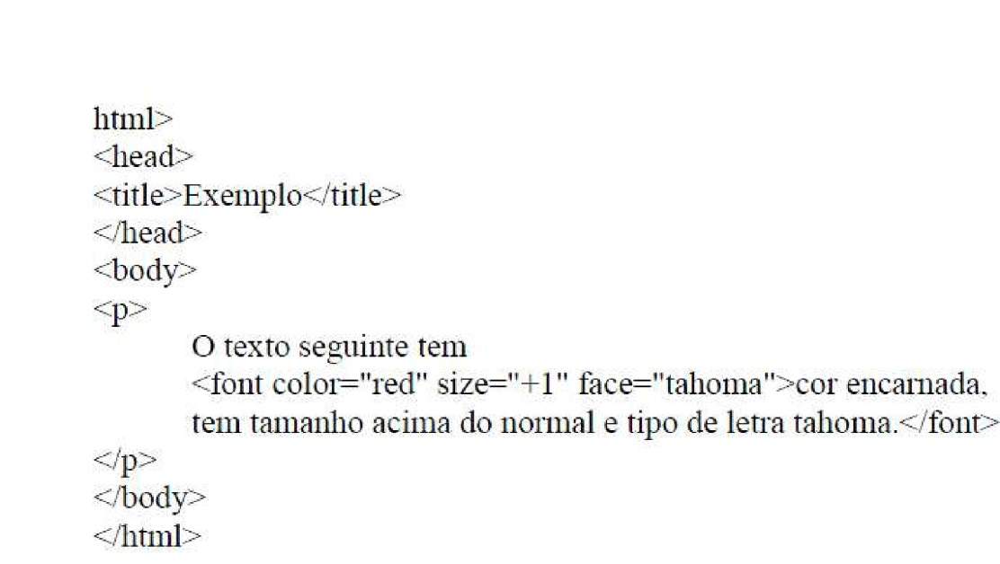 html>
<head>
<title>Exemplo</title>
</head>
<body>
<p>
O texto seguinte tem
<font color="red" size="+1" face="tahoma">cor encarnada,
tem tamanho acima do normal e tipo de letra tahoma.</font>
</p>
</body>
</html>